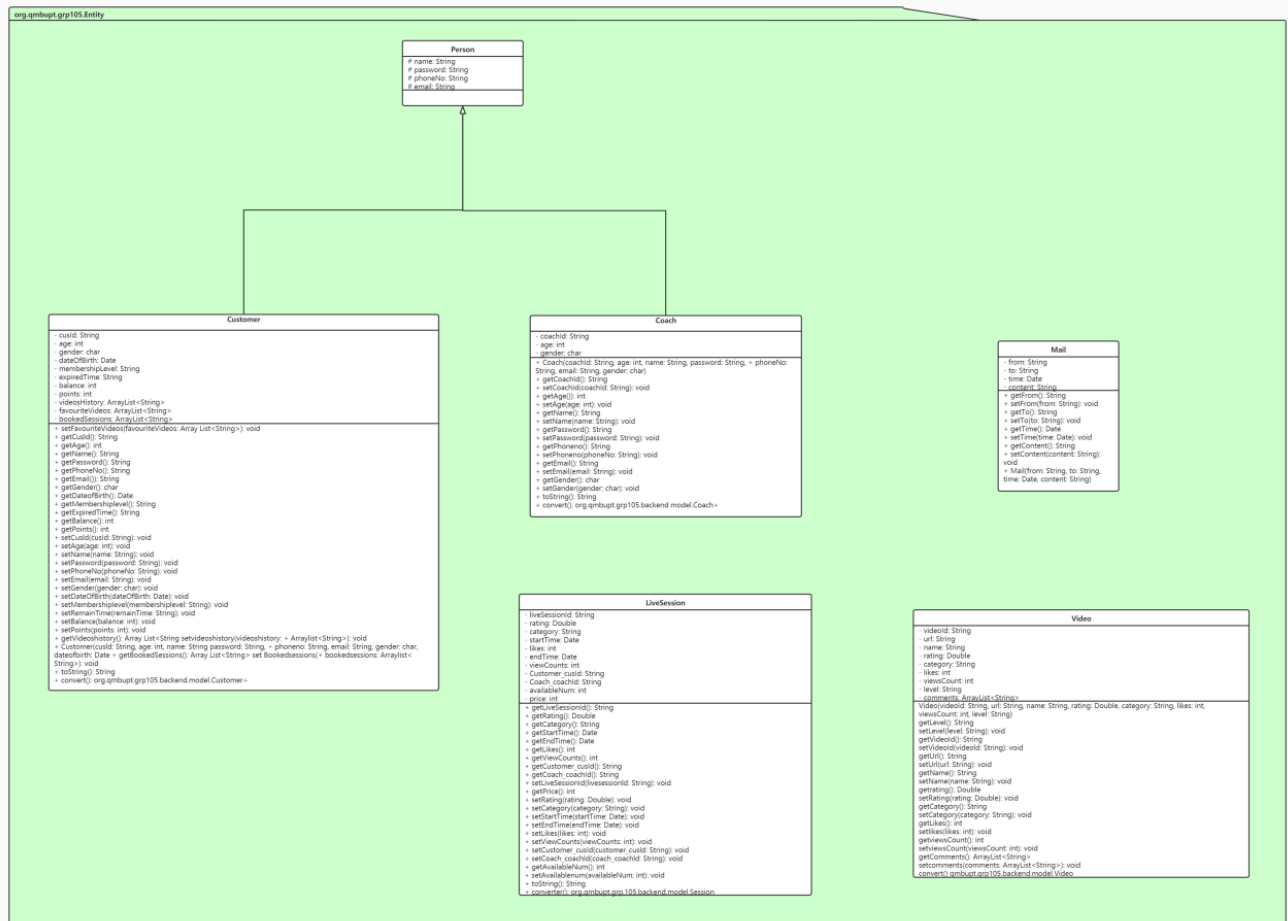 org.qmbupt.grp105.Entity
Person
# name: String
# password: String
# phoneNo: String
# email: String
Customer
- cusId: String
- age: int
- gender: char
- dateOfBirth: Date
- membershipLevel: String
- expiredTime: String
- balance: int
- points: int
- videosHistory: ArrayList<String>
- favouriteVideos: ArrayList<String>
- bookedSessions: ArrayList<String>
+ setFavouriteVideos(favouriteVideos: Array List<String>): void
+ getCusId(): String
+ getAge(): int
+ getName(): String
+ getPassword(): String
+ getPhoneNo(): String
+ getEmail()): String
+ getGender(): char
+ getDateofBirth(): Date
+ getMembershiplevel(): String
+ getExpiredTime(): String
+ getBalance(): int
+ getPoints(): int
+ setCusId(cusId: String): void
+ setAge(age: int): void
+ setName(name: String): void
+ setPassword(password: String): void
+ setPhoneNo(phoneNo: String): void
+ setEmail(email: String): void
+ setGender(gender: char): void
+ setDateOfBirth(dateOfBirth: Date): void
+ setMembershiplevel(membershiplevel: String): void
+ setRemainTime(remainTime: String): void
+ setBalance(balance: int): void
+ setPoints(points: int): void
+ getVideoshistory(): Array List<String setvideoshistory(videoshistory: + Arraylist<String>): void
+ Customer(cusId: String, age: int, name: String password: String, + phoneno: String, email: String, gender: char,
dateofbirth: Date + getBookedSessions(): Array List<String> set Bookedsessions(+ bookedsessions: Arraylist<
String>): void
+ toString(): String
+ convert(): org.qmbupt.grp105.backend.model.Customer+
Coach
- coachId: String
- age: int
- gender: char
+ Coach(coachId: String, age: int, name: String, password: String, + phoneNo:
String, email: String, gender: char)
+ getCoachId(): String
+ setCoachId(coachId: String): void
+ getAge()): int
+ setAge(age: int): void
+ getName(): String
+ setName(name: String): void
+ getPassword(): String
+ setPassword(password: String): void
+ getPhoneno(): String
+ setPhoneno(phoneNo: String): void
+ getEmail(): String
+ setEmail(email: String): void
+ getGender(): char
+ setGender(gender: char): void
+ toString(): String
+ convert(): org.qmbupt.grp105.backend model.Coach+
Mail
- from: String
- to: String
- time: Date
- content: String
+ getFrom(): String
+ setFrom(from: String): void
+ getTo(): String
+ setTo(to: String): void
+ getTime(): Date
+ setTime(time: Date): void
+ getContent(): String
+ setContent(content: String):
void
+ Mail(from: String, to: String,
time: Date, content: String)
LiveSession
- liveSessionId: String
- rating: Double
- category: String
- startTime: Date
- likes: int
- endTime: Date
- viewCounts: int
- Customer_cusId: String
- Coach_coachId: String
- availableNum: int
- price: int
+ getLiveSessionId(): String
+ getRating(): Double
+ getCategory(): String
+ getStartTime(): Date
+ getEndTime(): Date
+ getLikes(): int
+ getViewCounts(): int
+ getCustomer_cusId(): String
+ getCoach_coachId(): String
+ setLiveSessionId(livesessionId: String): void
+ getPrice(): int
+ setRating(rating: Double): void
+ setCategory(category: String): void
+ setStartTime(startTime: Date): void
+ setEndTime(endTime: Date): void
+ setLikes(likes: int): void
+ setViewCounts(viewCounts: int): void
+ setCustomer_cusId(customer_cusId: String): void
+ setCoach_coachId(coach_coachId: String): void
+ getAvailableNum(): int
+ setAvailablenum(availableNum: int): void
+ toString(): String
+ converter(): org.qmbupt.grp.105.backend.model.Session
Video
- videoId: String
- url: String
- name: String
- rating: Double
- category: String
- likes: int
- viewsCount: int
- level: String
- comments: ArrayList<String>
Video(videoId: String, url: String, name: String, rating: Double, category: String, likes: int,
viewsCount: int, level: String)
getLevel(): String
setLevel(level: String): void
getVideoId(): String
setVideoId(videoId: String): void
getUrl(): String
setUrl(url: String): void
getName(): String
setName(name: String): void
getrating(): Double
setRating(rating: Double): void
getCategory(): String
setCategory(category: String): void
getLikes(): int
setlikes(likes: int): void
getviewsCount(): int
setviewsCount(viewsCount: int): void
getComments(): ArrayList<String>
setcomments(comments: ArrayList<String>): void
convert() qmbupt.grp105.backend.model.Video